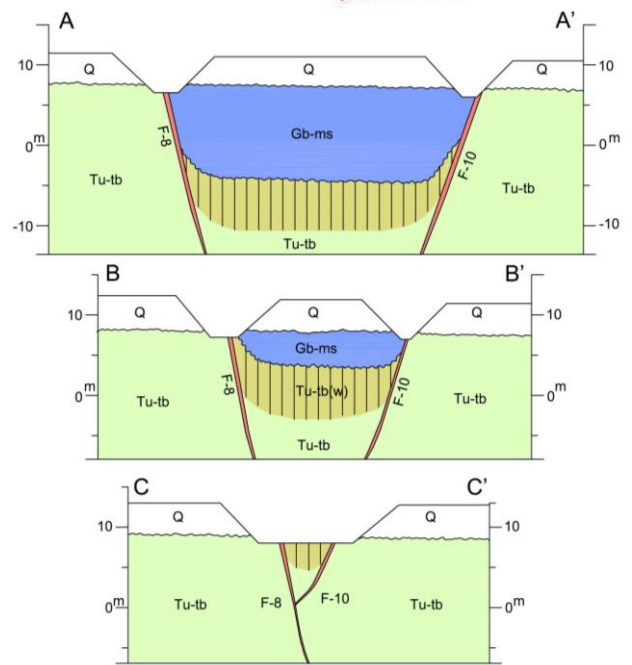 A A'
10 Q Q Q 10
F-8 Gb-ms F-10
0m 0m
Tu-tb Tu-tb
-10 -10
Tu-tb
B B'
10 Q Q Q 10
Gb-ms
F-8 Tu-tb(w) F-10
0m Tu-tb Tu-tb 0m
Tu-tb
C C'
10 Q Q 10
0m Tu-tb F-8 F-10 Tu-tb 0m